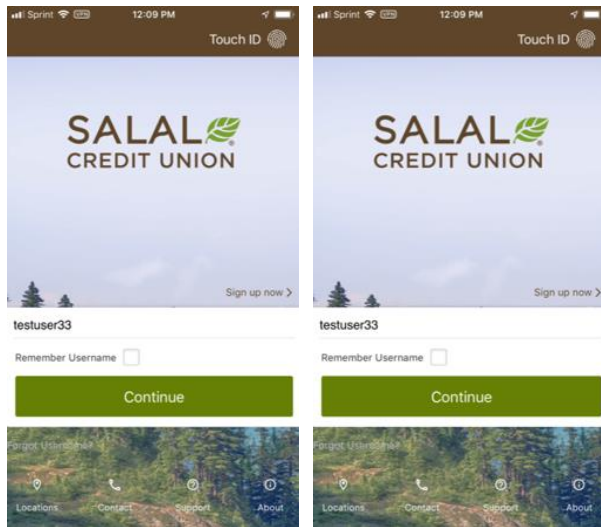 Sprint VPN 12:09 PM
Touch ID
SALAL
CREDIT UNION
Sign up now >
testuser33
Remember Username
Continue
Forgot Username?
Locations Contact Support About
Sprint VPN 12:09 PM
Touch ID
SALAL
CREDIT UNION
Sign up now >
testuser33
Remember Username
Continue
Forgot Username?
Locations Contact Support About